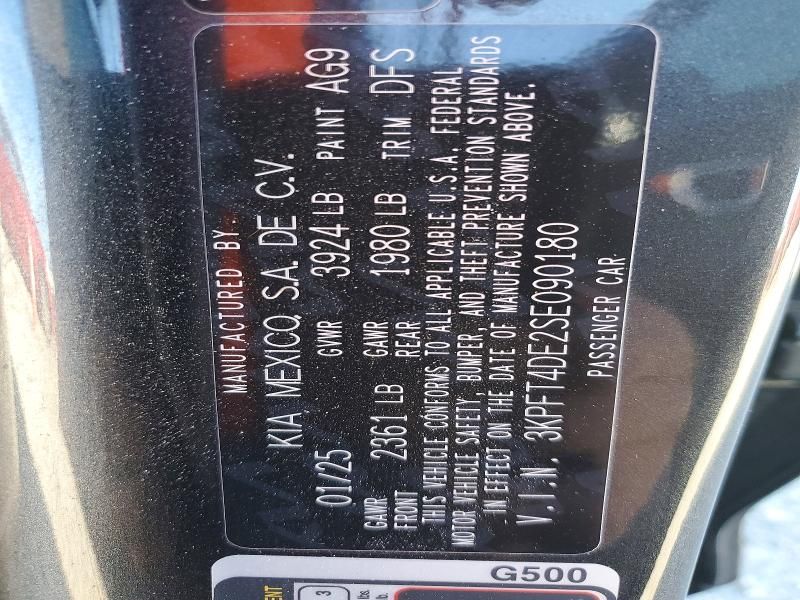 MANUFACTURED BY
KIA MEXICO, S.A. DE C.V.
01/25 GVWR 3924 LB PAINT AG9
GAWR FRONT 2361 LB GAWR REAR 1980 LB TRIM DFS
THIS VEHICLE CONFORMS TO ALL APPLICABLE U.S.A. FEDERAL
MOTOR VEHICLE SAFETY, BUMPER, AND THEFT PREVENTION STANDARDS
IN EFFECT ON THE DATE OF MANUFACTURE SHOWN ABOVE.
V.I.N. 3KPFT4DE2SE090180
PASSENGER CAR
G500
3